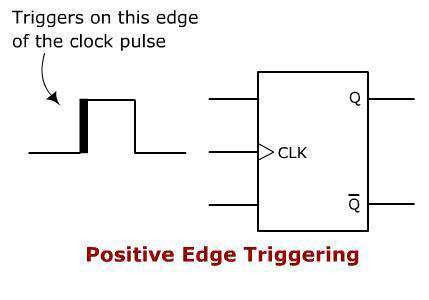 Triggers on this edge
of the clock pulse
Q
CLK
Q̅
Positive Edge Triggering